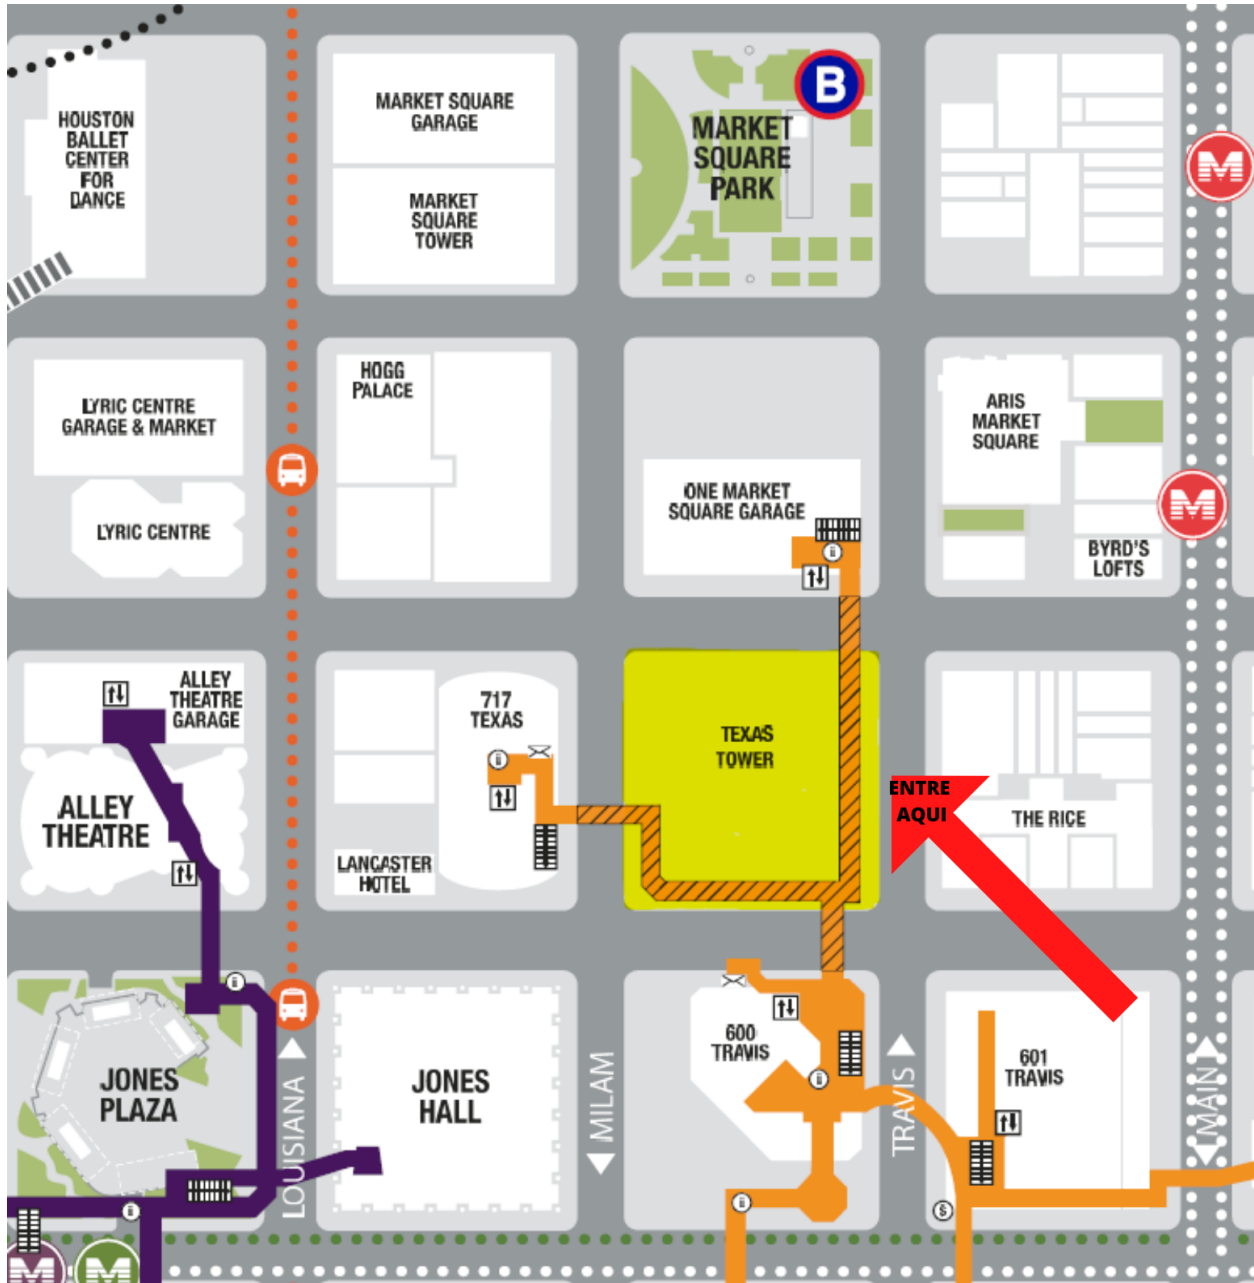 HOUSTON
BALLET
CENTER
FOR
DANCE
MARKET SQUARE
GARAGE
MARKET
SQUARE
TOWER
B
MARKET
SQUARE
PARK
M
LYRIC CENTRE
GARAGE & MARKET
LYRIC CENTRE
HOGG
PALACE
ONE MARKET
SQUARE GARAGE
i
ARIS
MARKET
SQUARE
BYRD'S
LOFTS
M
ALLEY
THEATRE
GARAGE
ALLEY
THEATRE
717
TEXAS
i
LANCASTER
HOTEL
TEXAS
TOWER
ENTRE
AQUI
THE RICE
i
JONES
PLAZA
LOUISIANA
JONES
HALL
MILAM
600
TRAVIS
i
TRAVIS
601
TRAVIS
MAIN
i
i
$
M
M